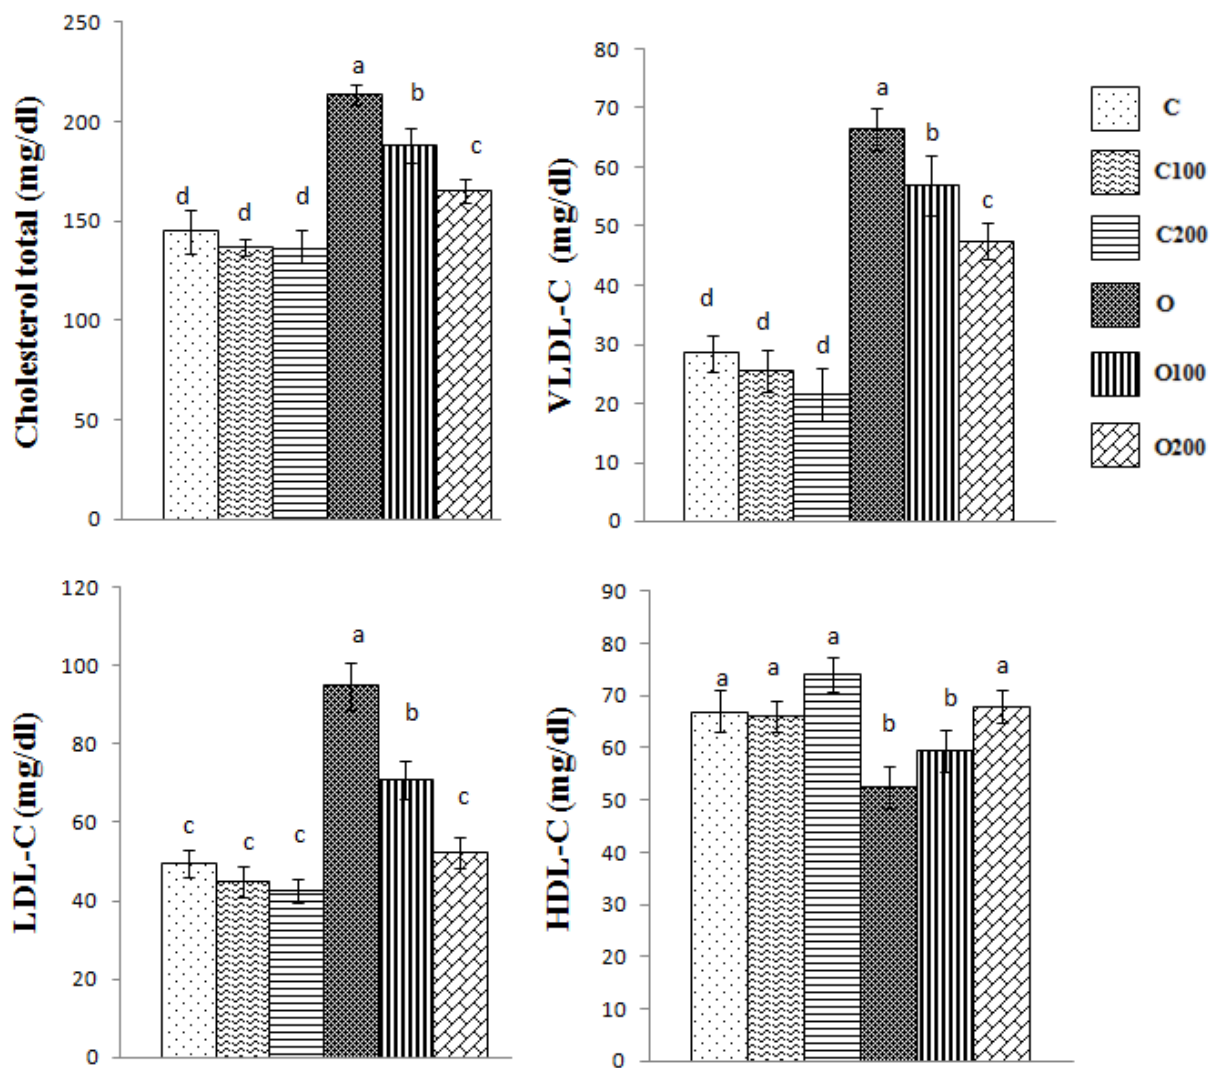 Cholesterol total (mg/dl)
250
200
150
100
50
0
d
d
d
a
b
c
VLDL-C (mg/dl)
80
70
60
50
40
30
20
10
0
d
d
d
a
b
c
C
C100
C200
O
O100
O200
LDL-C (mg/dl)
120
100
80
60
40
20
0
c
c
c
a
b
c
HDL-C (mg/dl)
90
80
70
60
50
40
30
20
10
0
a
a
a
b
b
a